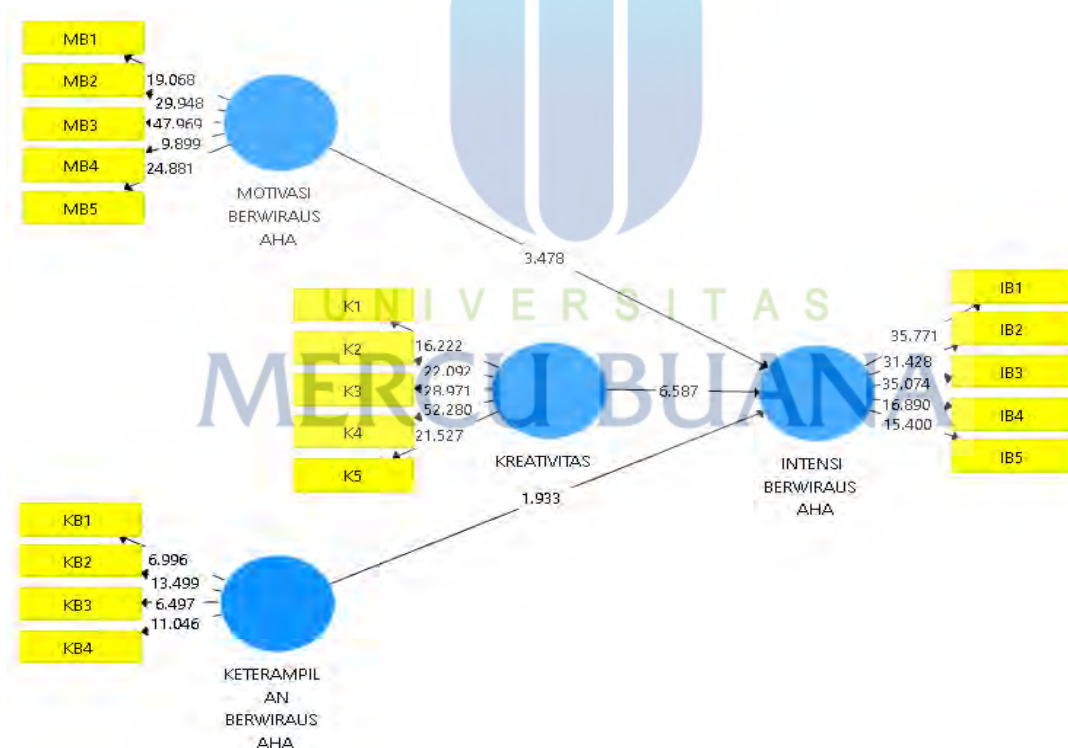 MB1
MB2
MB3
MB4
MB5
19.068
29.948
47.969
9.899
24.881
MOTIVASI
BERWIRAUS
AHA
3.478
UNIVERSITAS
MERCU BUANA
K1
K2
K3
K4
K5
16.222
22.092
28.971
52.280
21.527
KREATIVITAS
6.587
IB1
IB2
IB3
IB4
IB5
35.771
31.428
35.074
16.890
15.400
INTENSI
BERWIRAUS
AHA
1.933
KB1
KB2
KB3
KB4
6.996
13.499
6.497
11.046
KETERAMPIL
AN
BERWIRAUS
AHA